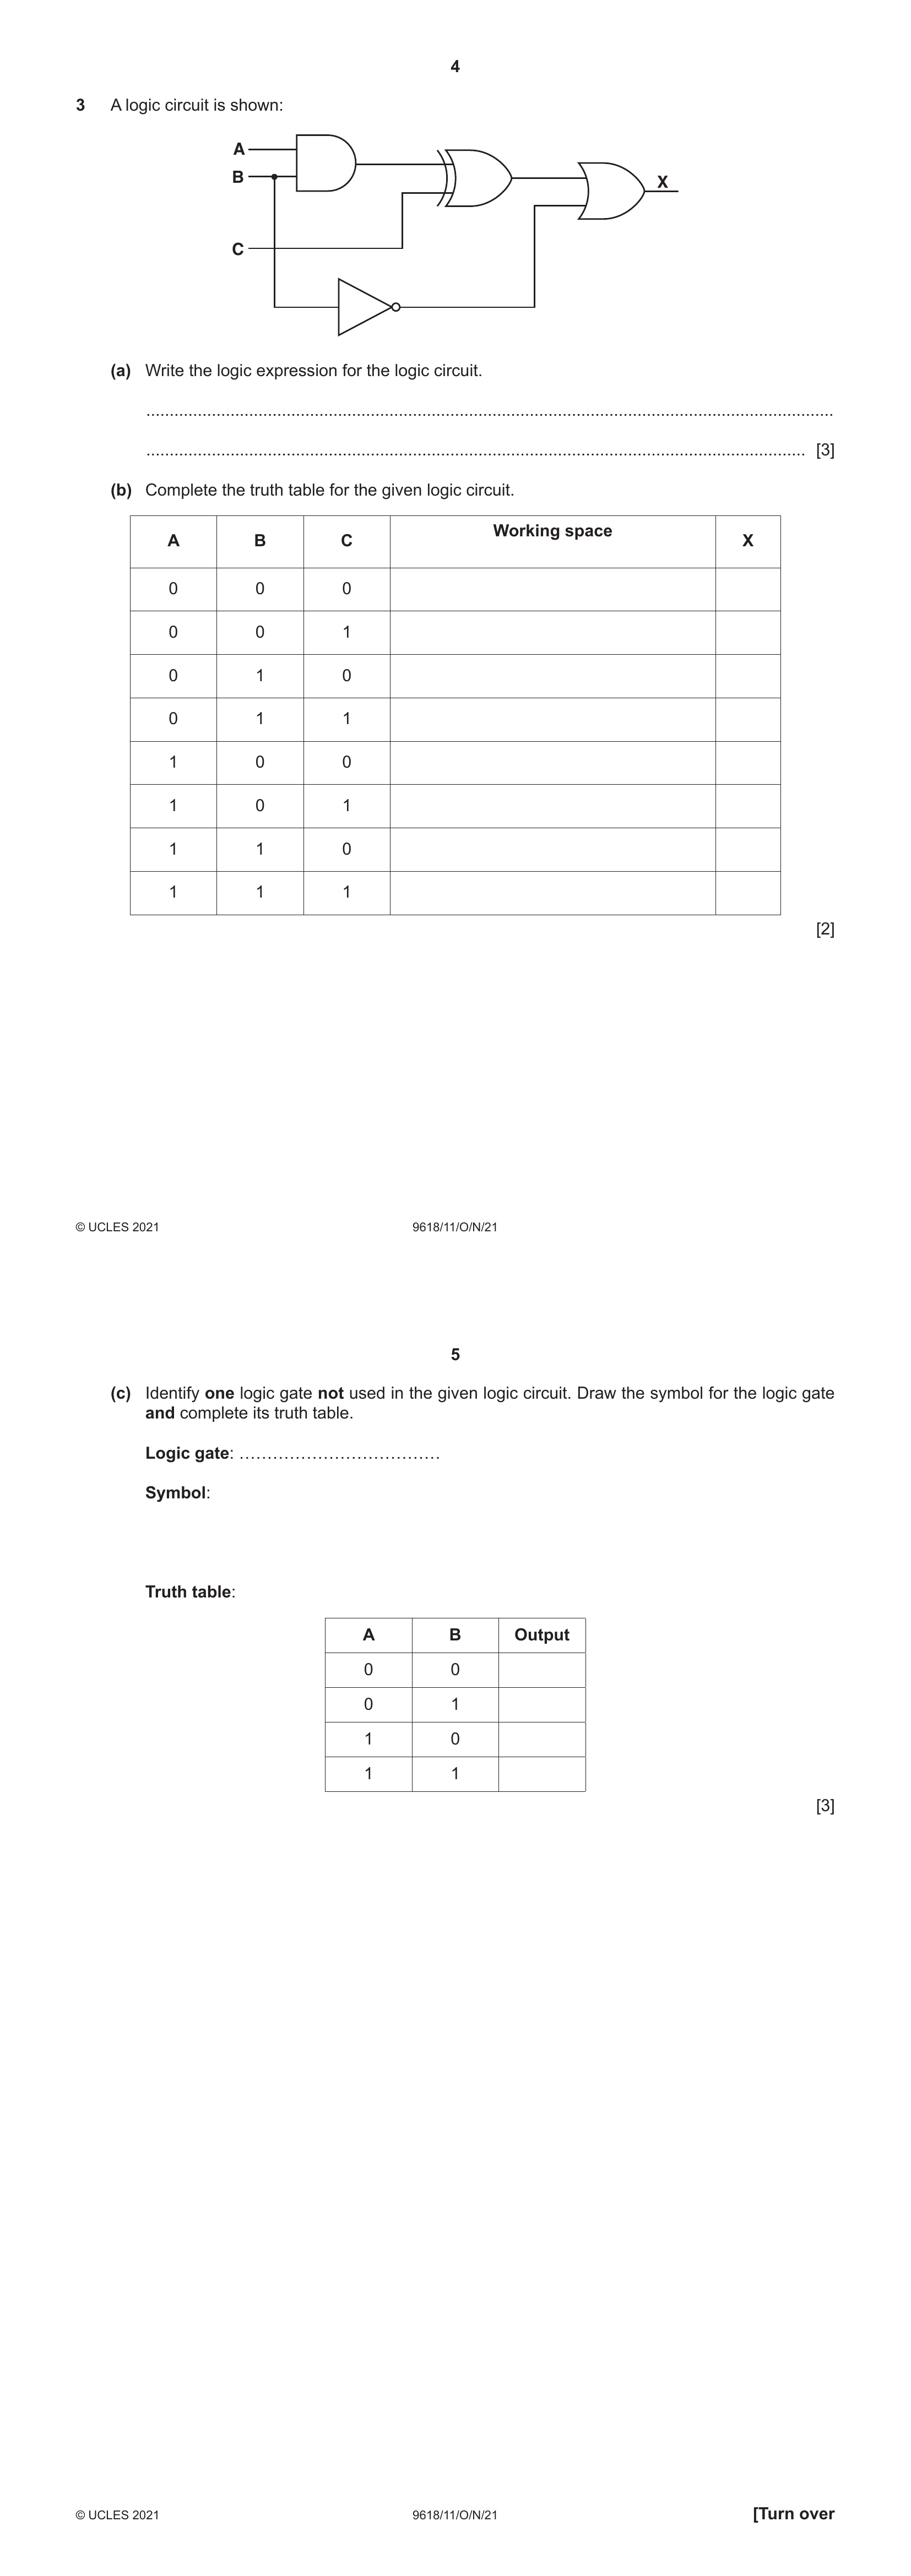 4
3 A logic circuit is shown:
A
B
C
X
(a) Write the logic expression for the logic circuit.
...................................................................................................................................................
............................................................................................................................................. [3]
(b) Complete the truth table for the given logic circuit.
A B C Working space X
0 0 0
0 0 1
0 1 0
0 1 1
1 0 0
1 0 1
1 1 0
1 1 1
[2]
© UCLES 2021 9618/11/O/N/21
5
(c) Identify one logic gate not used in the given logic circuit. Draw the symbol for the logic gate
and complete its truth table.
Logic gate: ....................................
Symbol:
Truth table:
A B Output
0 0
0 1
1 0
1 1
[3]
© UCLES 2021 9618/11/O/N/21 [Turn over